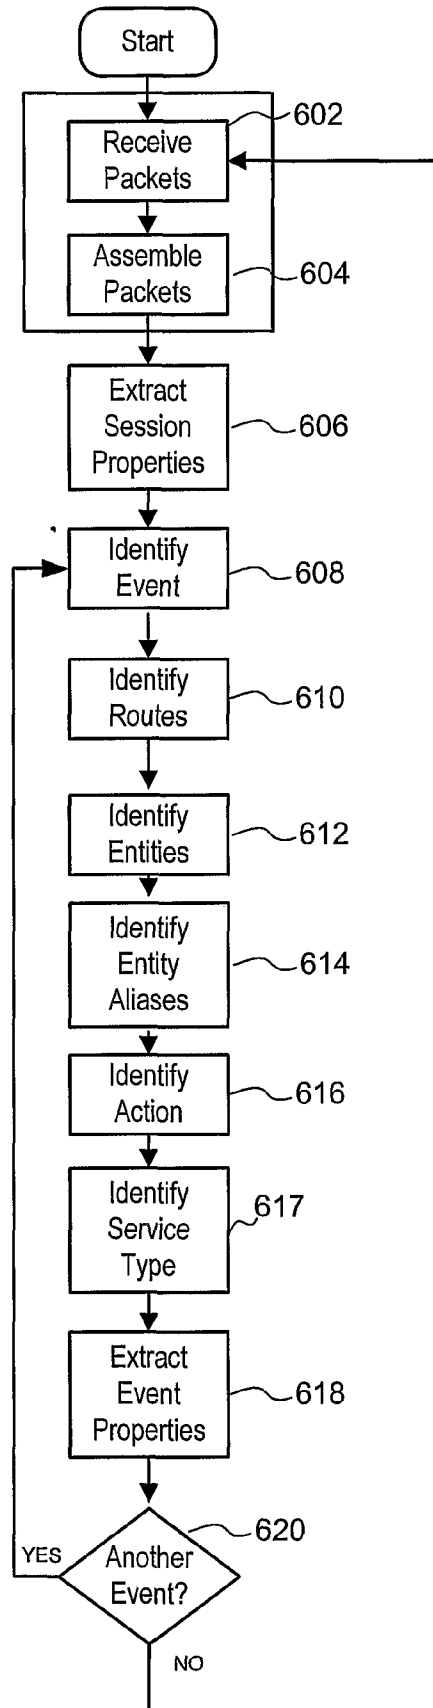 Start
602
Receive
Packets
Assemble
Packets
604
Extract
Session
Properties
606
Identify
Event
608
Identify
Routes
610
Identify
Entities
612
Identify
Entity
Aliases
614
Identify
Action
616
Identify
Service
Type
617
Extract
Event
Properties
618
620
YES
Another
Event?
NO